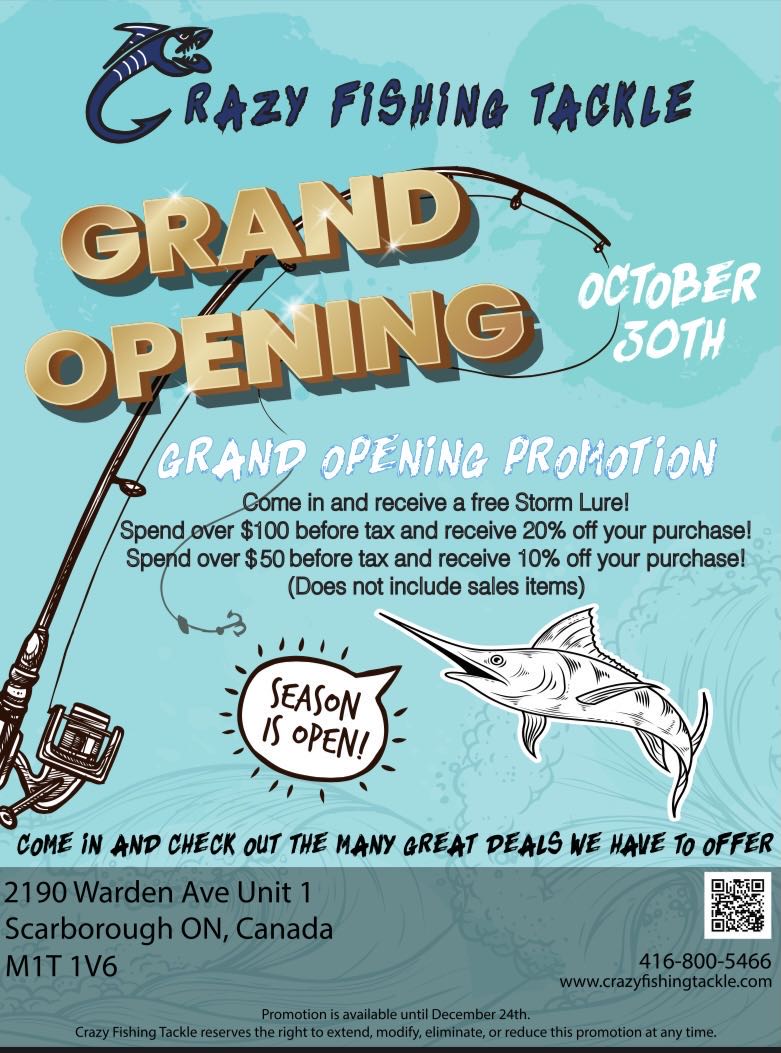 CRAZY FISHING TACKLE
GRAND
OPENING
OCTOBER
30TH
GRAND OPENING PROMOTION
Come in and receive a free Storm Lure!
Spend over $100 before tax and receive 20% off your purchase!
Spend over $50 before tax and receive 10% off your purchase!
(Does not include sales items)
SEASON
IS OPEN!
COME IN AND CHECK OUT THE MANY GREAT DEALS WE HAVE TO OFFER
2190 Warden Ave Unit 1
Scarborough ON, Canada
M1T 1V6
416-800-5466
www.crazyfishingtackle.com
Promotion is available until December 24th.
Crazy Fishing Tackle reserves the right to extend, modify, eliminate, or reduce this promotion at any time.